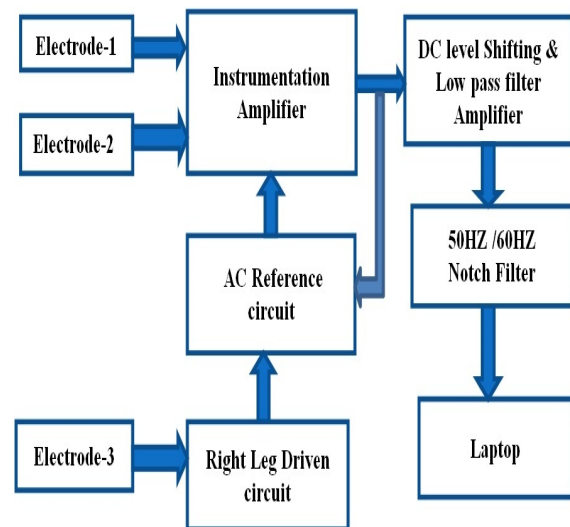 Electrode-1
Electrode-2
Instrumentation
Amplifier
DC level Shifting &
Low pass filter
Amplifier
AC Reference
circuit
50HZ /60HZ
Notch Filter
Electrode-3
Right Leg Driven
circuit
Laptop